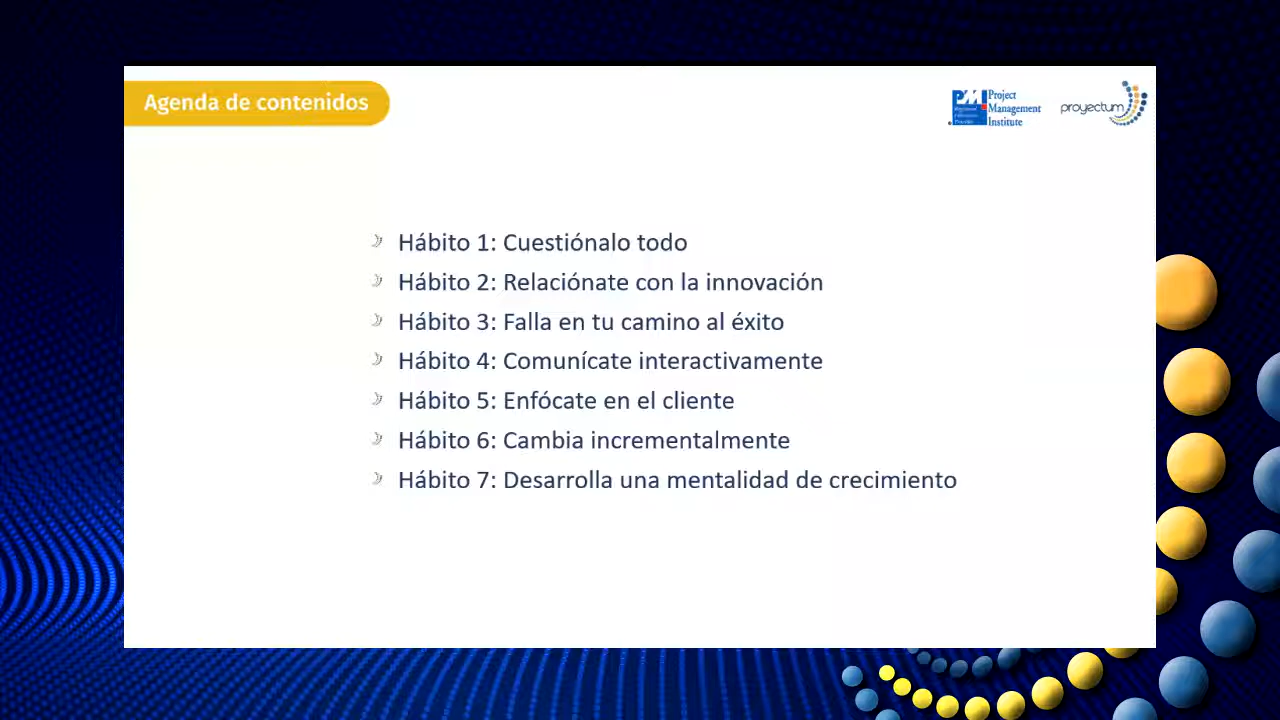 Agenda de contenidos
PMI
Project
Management
Institute
proyectum
Hábito 1: Cuestiónalo todo
Hábito 2: Relaciónate con la innovación
Hábito 3: Falla en tu camino al éxito
Hábito 4: Comunícate interactivamente
Hábito 5: Enfócate en el cliente
Hábito 6: Cambia incrementalmente
Hábito 7: Desarrolla una mentalidad de crecimiento